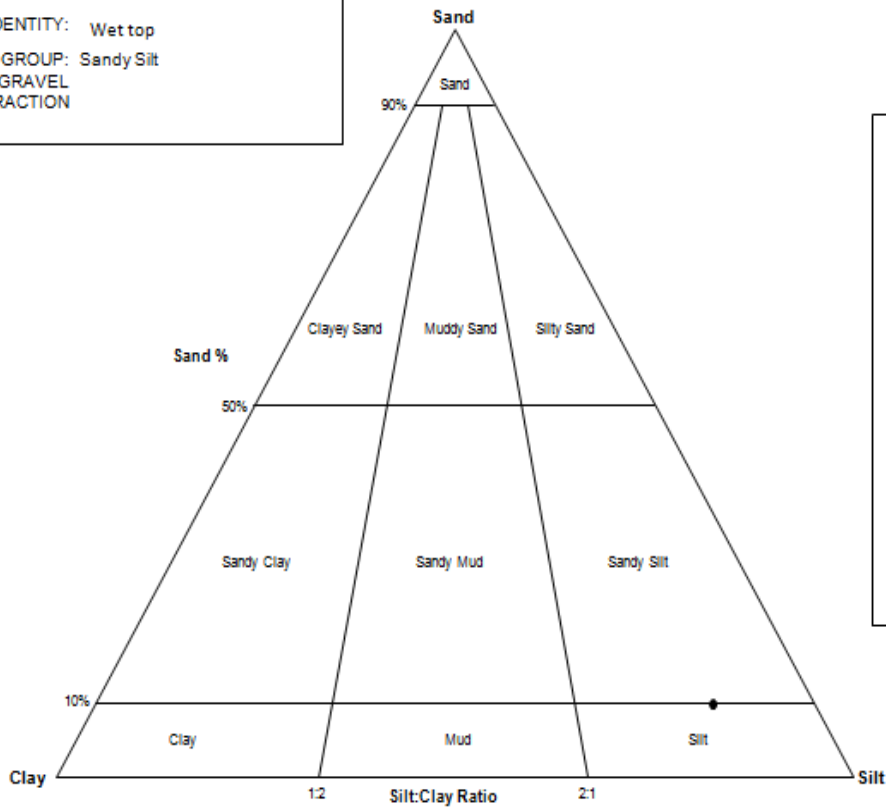 DENTITY: Wet top
GROUP: Sandy Silt
GRAVEL
RACTION
Sand
Sand
90%
Clayey Sand Muddy Sand Silty Sand
Sand %
50%
Sandy Clay Sandy Mud Sandy Silt
10%
Clay Mud Silt
Clay Silt
1:2 Silt:Clay Ratio 2:1